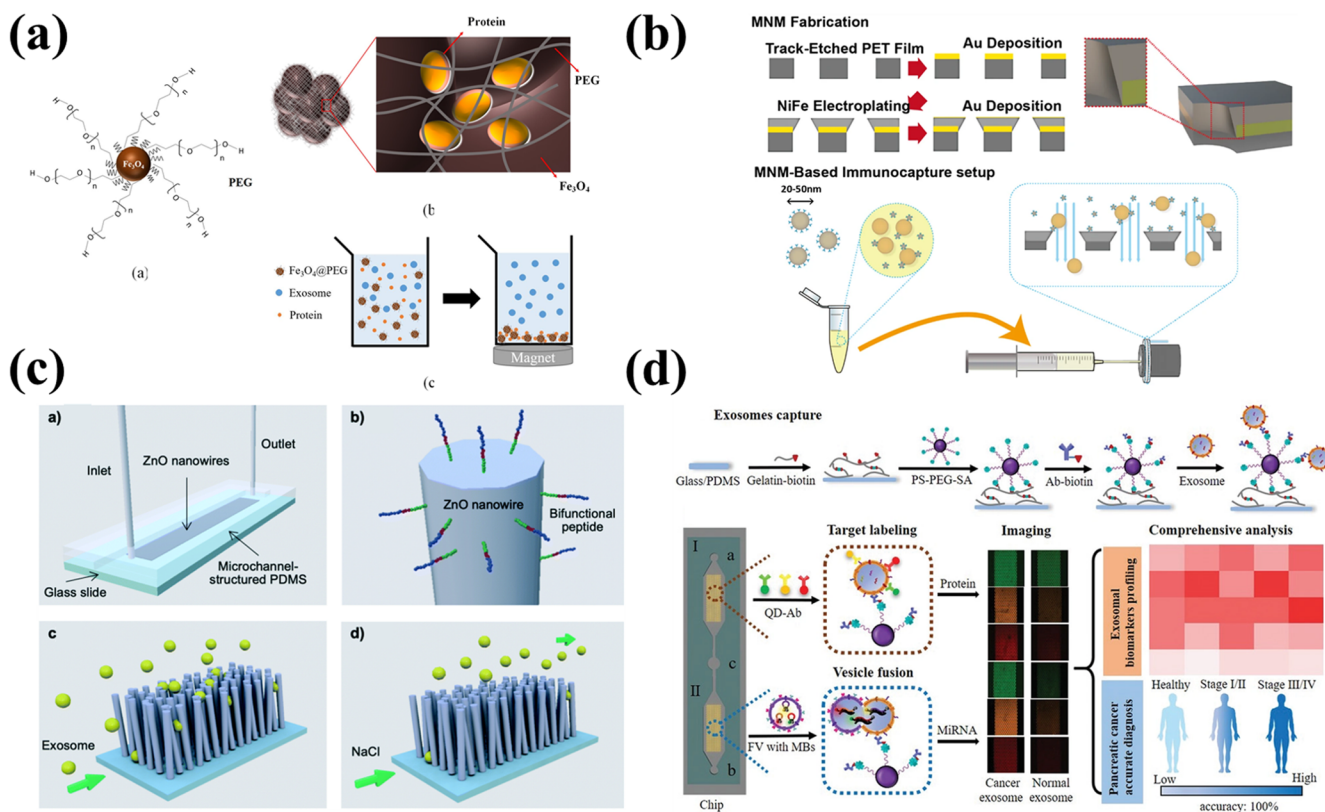 (a)
Fe₃O₄
PEG
(a)
H
O
n
H
O
n
H
O
n
H
O
n
H
O
n
H
O
n
H
O
n
H
O
n
Protein
PEG
Fe₃O₄
(b
Fe₃O₄@PEG
Exosome
Protein
Magnet
(c
(b)
MNM Fabrication
Track-Etched PET Film
Au Deposition
NiFe Electroplating
Au Deposition
MNM-Based Immunocapture setup
20-50nm
(c)
a)
Inlet
ZnO nanowires
Outlet
Glass slide
Microchannel-
structured PDMS
b)
ZnO nanowire
Bifunctional
peptide
c
Exosome
d)
NaCl
(d)
Exosomes capture
Glass/PDMS
Gelatin-biotin
PS-PEG-SA
Ab-biotin
Exosome
Target labeling
Imaging
Comprehensive analysis
I
a
QD-Ab
Protein
c
Vesicle fusion
II
FV with MBs
MiRNA
b
Chip
Cancer
exosome
Normal
exosome
Exosomal
biomarkers profiling
Pancreatic cancer
accurate diagnosis
Healthy
Stage I/II
Stage III/IV
Low
High
accuracy: 100%